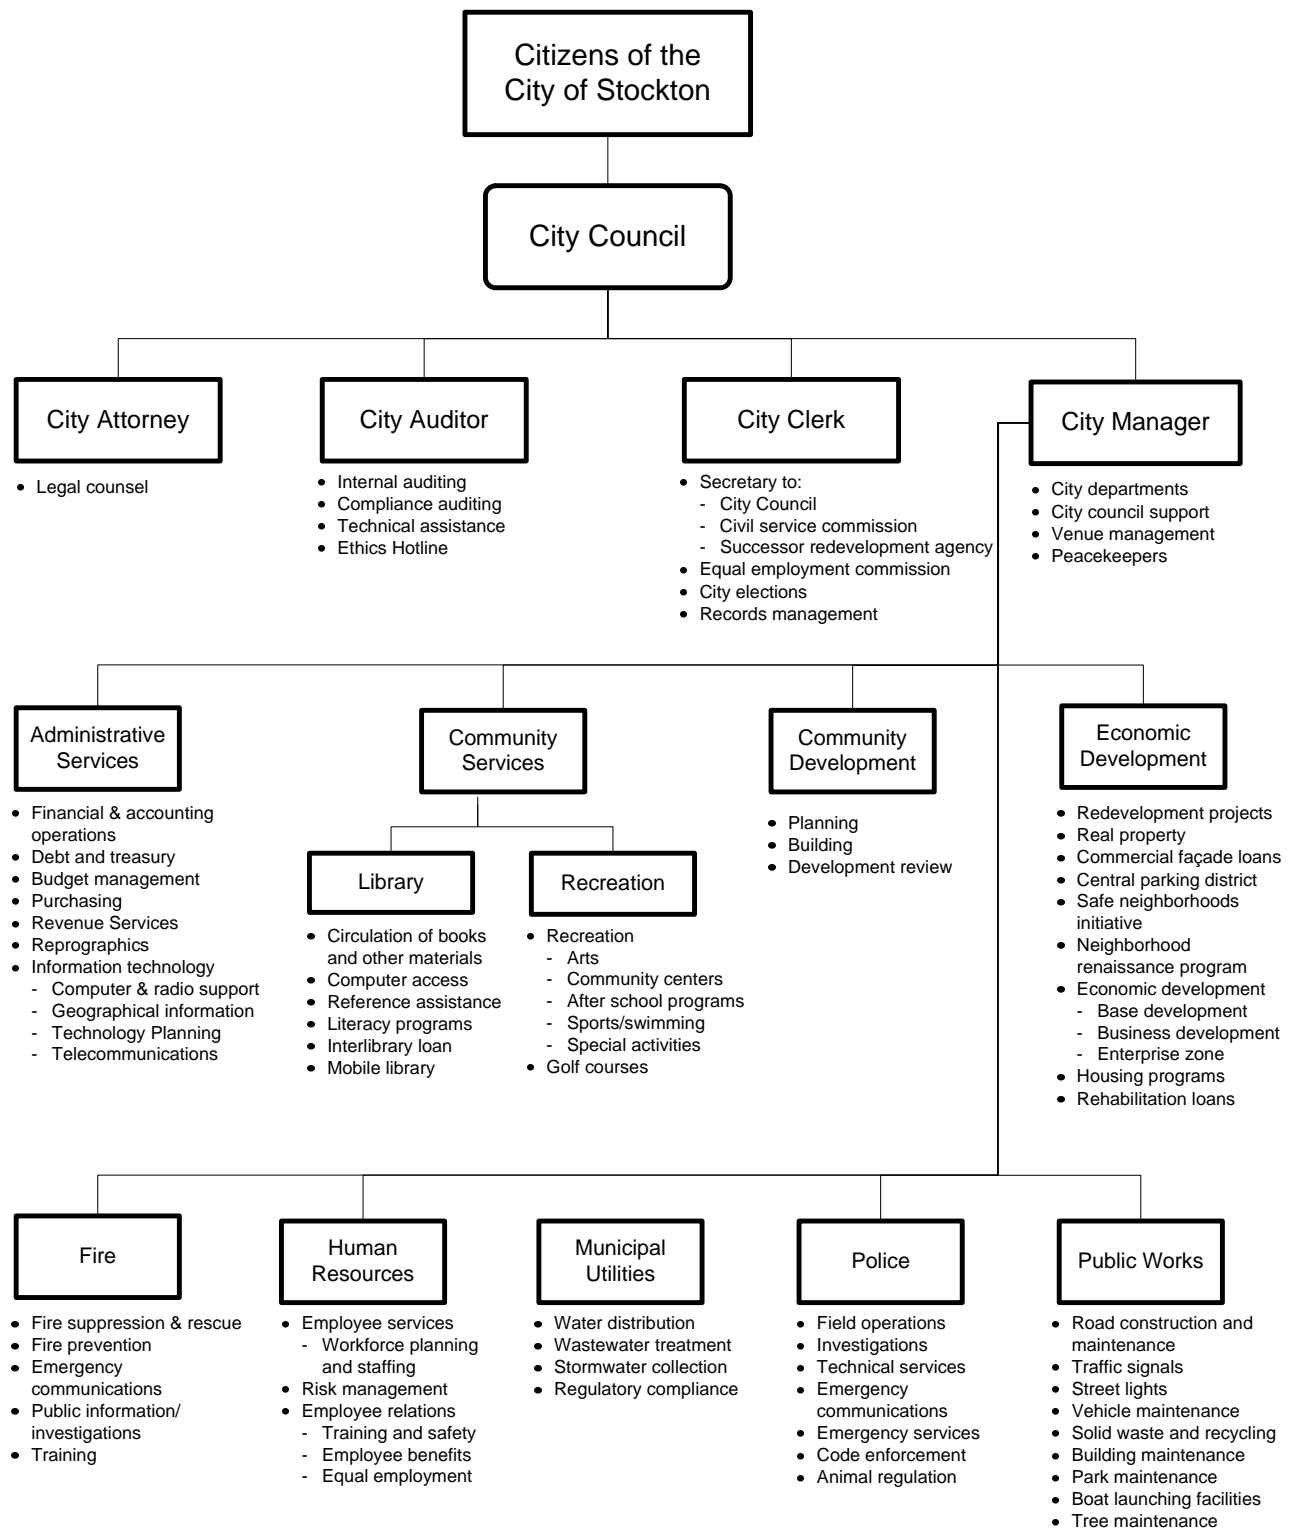 Citizens of the
City of Stockton
City Council
City Attorney
• Legal counsel
City Auditor
• Internal auditing
• Compliance auditing
• Technical assistance
• Ethics Hotline
City Clerk
• Secretary to:
- City Council
- Civil service commission
- Successor redevelopment agency
• Equal employment commission
• City elections
• Records management
City Manager
• City departments
• City council support
• Venue management
• Peacekeepers
Administrative
Services
• Financial & accounting
operations
• Debt and treasury
• Budget management
• Purchasing
• Revenue Services
• Reprographics
• Information technology
- Computer & radio support
- Geographical information
- Technology Planning
- Telecommunications
Community
Services
Library
• Circulation of books
and other materials
• Computer access
• Reference assistance
• Literacy programs
• Interlibrary loan
• Mobile library
Recreation
• Recreation
- Arts
- Community centers
- After school programs
- Sports/swimming
- Special activities
• Golf courses
Community
Development
• Planning
• Building
• Development review
Economic
Development
• Redevelopment projects
• Real property
• Commercial façade loans
• Central parking district
• Safe neighborhoods
initiative
• Neighborhood
renaissance program
• Economic development
- Base development
- Business development
- Enterprise zone
• Housing programs
• Rehabilitation loans
Fire
• Fire suppression & rescue
• Fire prevention
• Emergency
communications
• Public information/
investigations
• Training
Human
Resources
• Employee services
- Workforce planning
and staffing
• Risk management
• Employee relations
- Training and safety
- Employee benefits
- Equal employment
Municipal
Utilities
• Water distribution
• Wastewater treatment
• Stormwater collection
• Regulatory compliance
Police
• Field operations
• Investigations
• Technical services
• Emergency
communications
• Emergency services
• Code enforcement
• Animal regulation
Public Works
• Road construction and
maintenance
• Traffic signals
• Street lights
• Vehicle maintenance
• Solid waste and recycling
• Building maintenance
• Park maintenance
• Boat launching facilities
• Tree maintenance